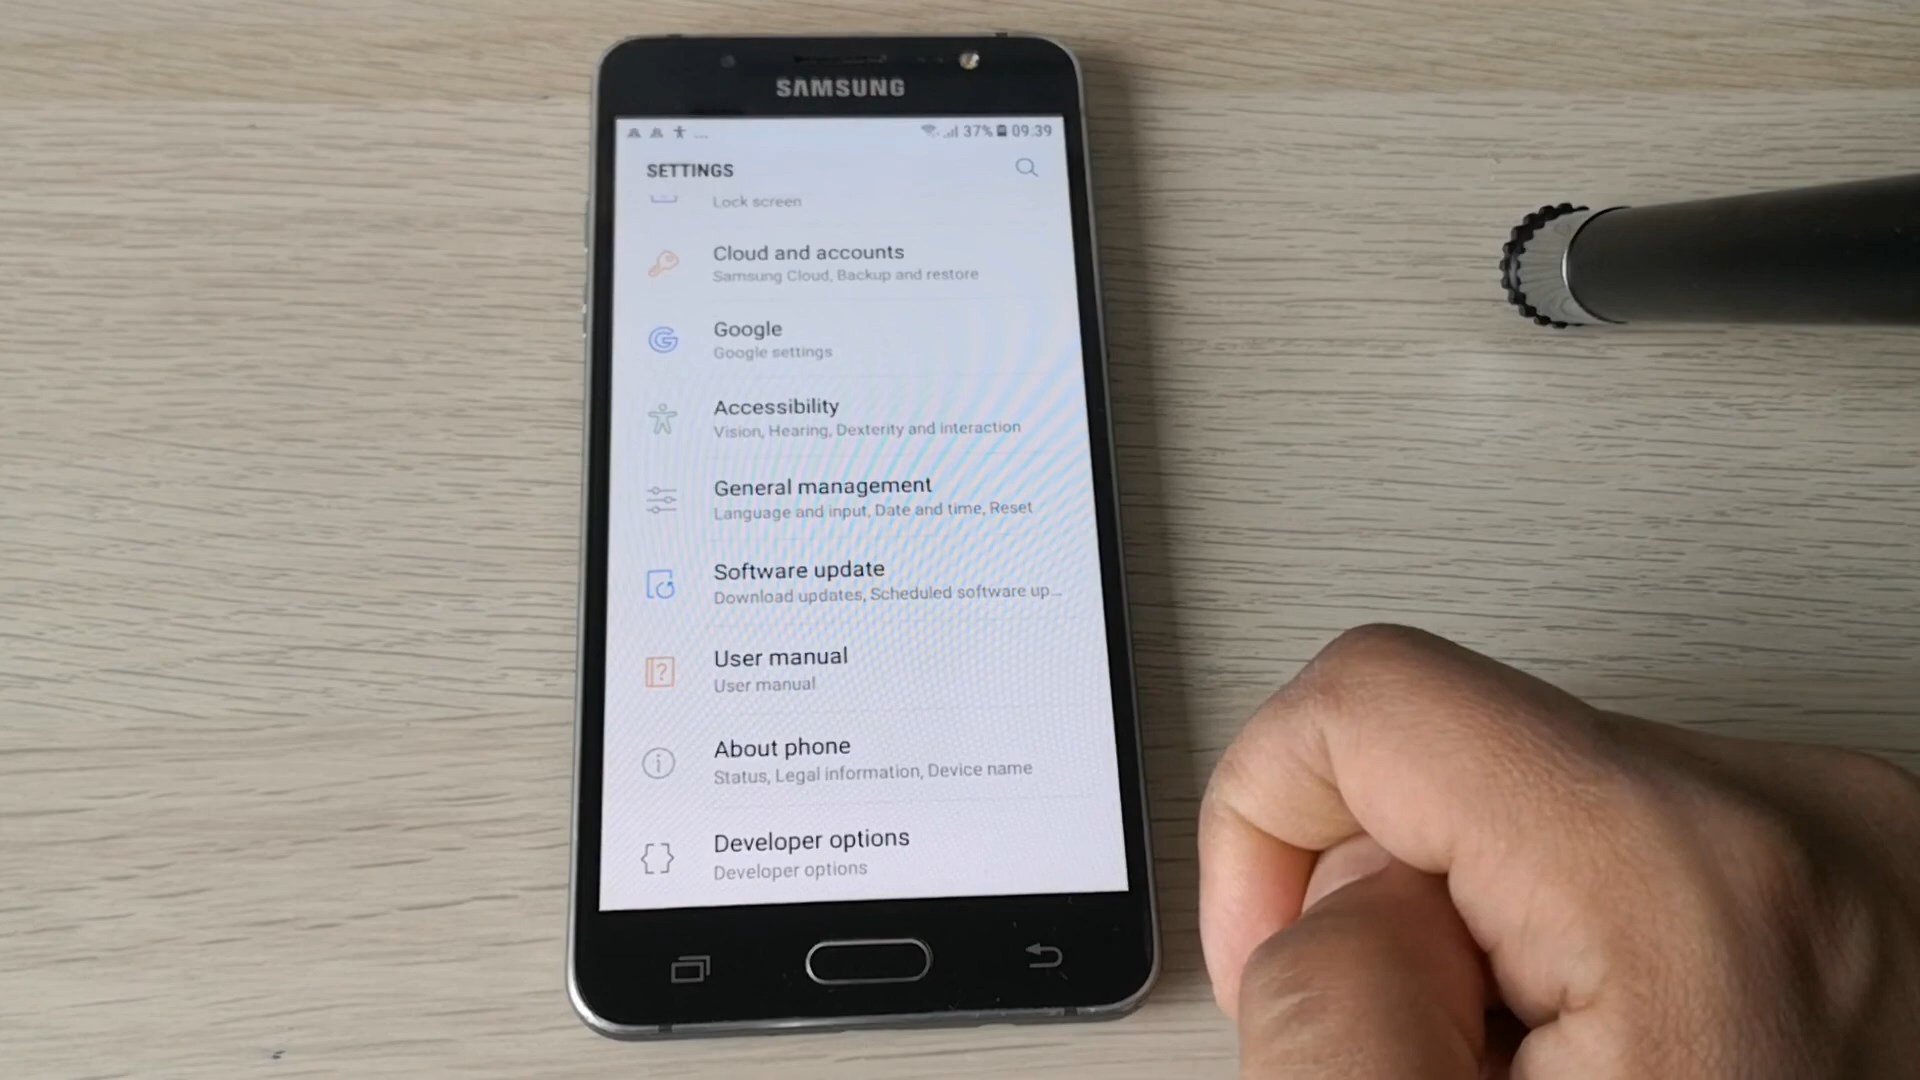 SAMSUNG
37% 09.39
SETTINGS
Lock screen
Cloud and accounts
Samsung Cloud, Backup and restore
Google
Google settings
Accessibility
Vision, Hearing, Dexterity and interaction
General management
Language and input, Date and time, Reset
Software update
Download updates, Scheduled software up...
User manual
User manual
About phone
Status, Legal information, Device name
Developer options
Developer options